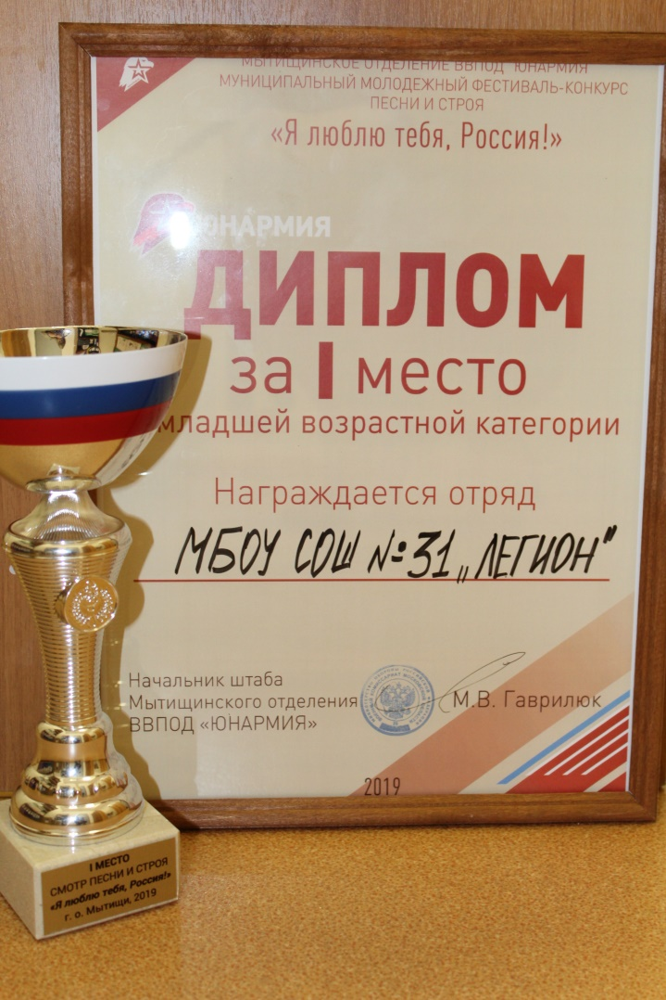 МЫТИЩИНСКОЕ ОТДЕЛЕНИЕ ВВПОД "ЮНАРМИЯ"
МУНИЦИПАЛЬНЫЙ МОЛОДЕЖНЫЙ ФЕСТИВАЛЬ-КОНКУРС
ПЕСНИ И СТРОЯ
«Я люблю тебя, Россия!»
ЮНАРМИЯ
ДИПЛОМ
за I место
младшей возрастной категории
Награждается отряд
МБОУ СОШ №31 „ЛЕГИОН"
Начальник штаба
Мытищинского отделения
ВВПОД «ЮНАРМИЯ»
М.В. Гаврилюк
2019
I МЕСТО
СМОТР ПЕСНИ И СТРОЯ
«Я люблю тебя, Россия!»
г. о. Мытищи, 2019